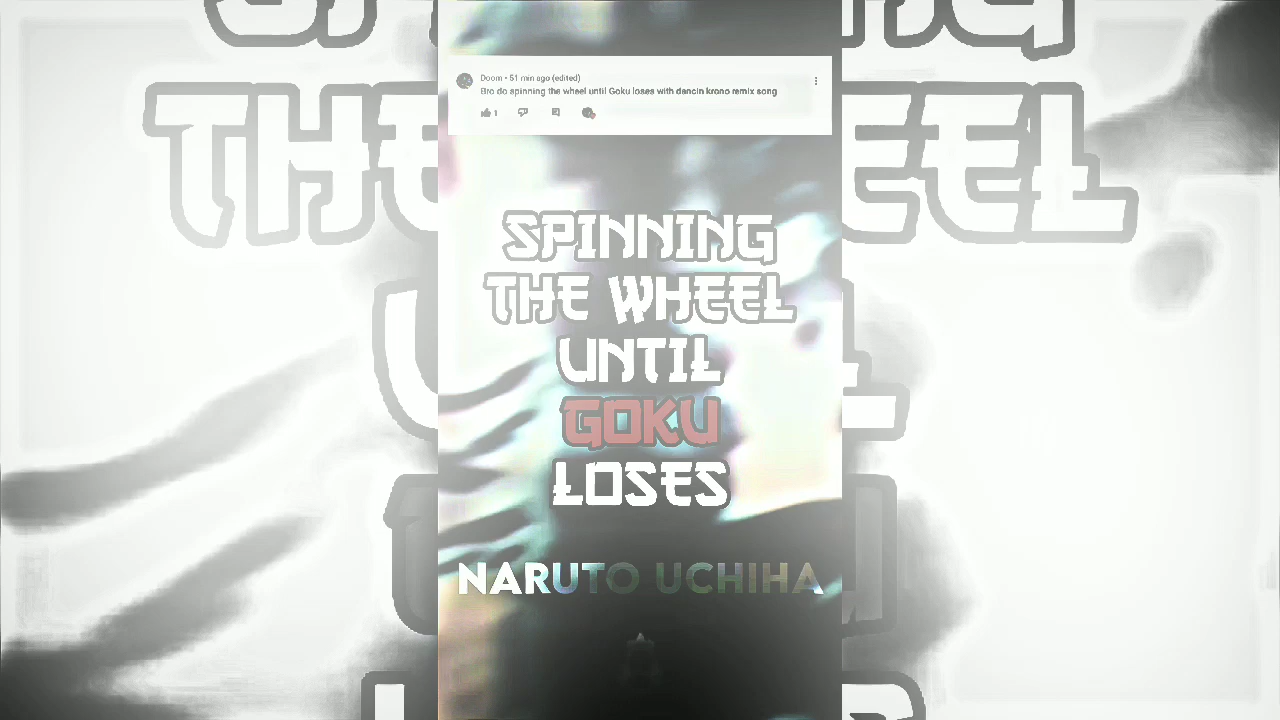 Doom • 51 min ago (edited)
Bro do spinning the wheel until Goku loses with dancin krono remix song
1
SPINNING
THE WHEEL
UNTIL
GOKU
LOSES
NARUTO UCHIHA